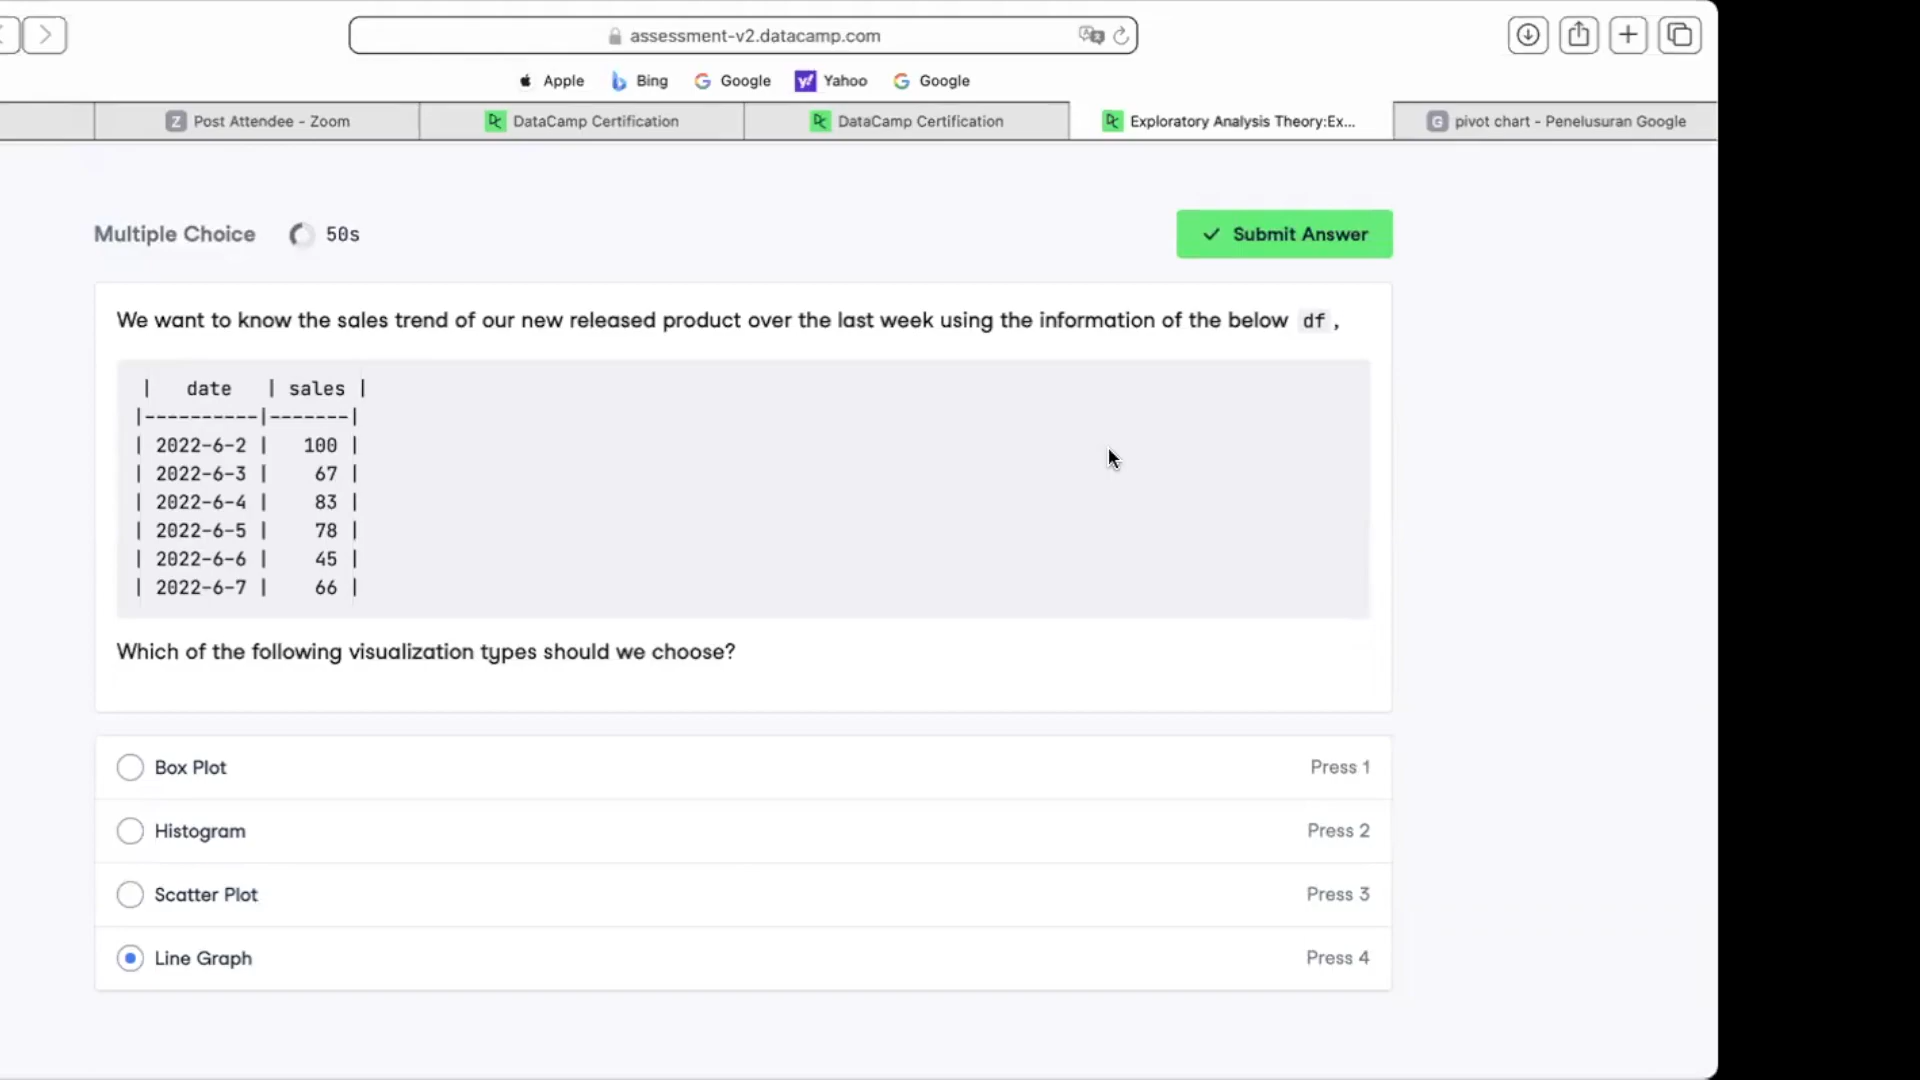 assessment-v2.datacamp.com
Apple Bing Google Yahoo Google
Post Attendee - Zoom DataCamp Certification DataCamp Certification Exploratory Analysis Theory:Ex... pivot chart - Penelusuran Google
Multiple Choice 50s Submit Answer
We want to know the sales trend of our new released product over the last week using the information of the below df ,
|   date   | sales |
|----------|-------|
| 2022-6-2 |   100 |
| 2022-6-3 |    67 |
| 2022-6-4 |    83 |
| 2022-6-5 |    78 |
| 2022-6-6 |    45 |
| 2022-6-7 |    66 |
Which of the following visualization types should we choose?
Box Plot Press 1
Histogram Press 2
Scatter Plot Press 3
Line Graph Press 4